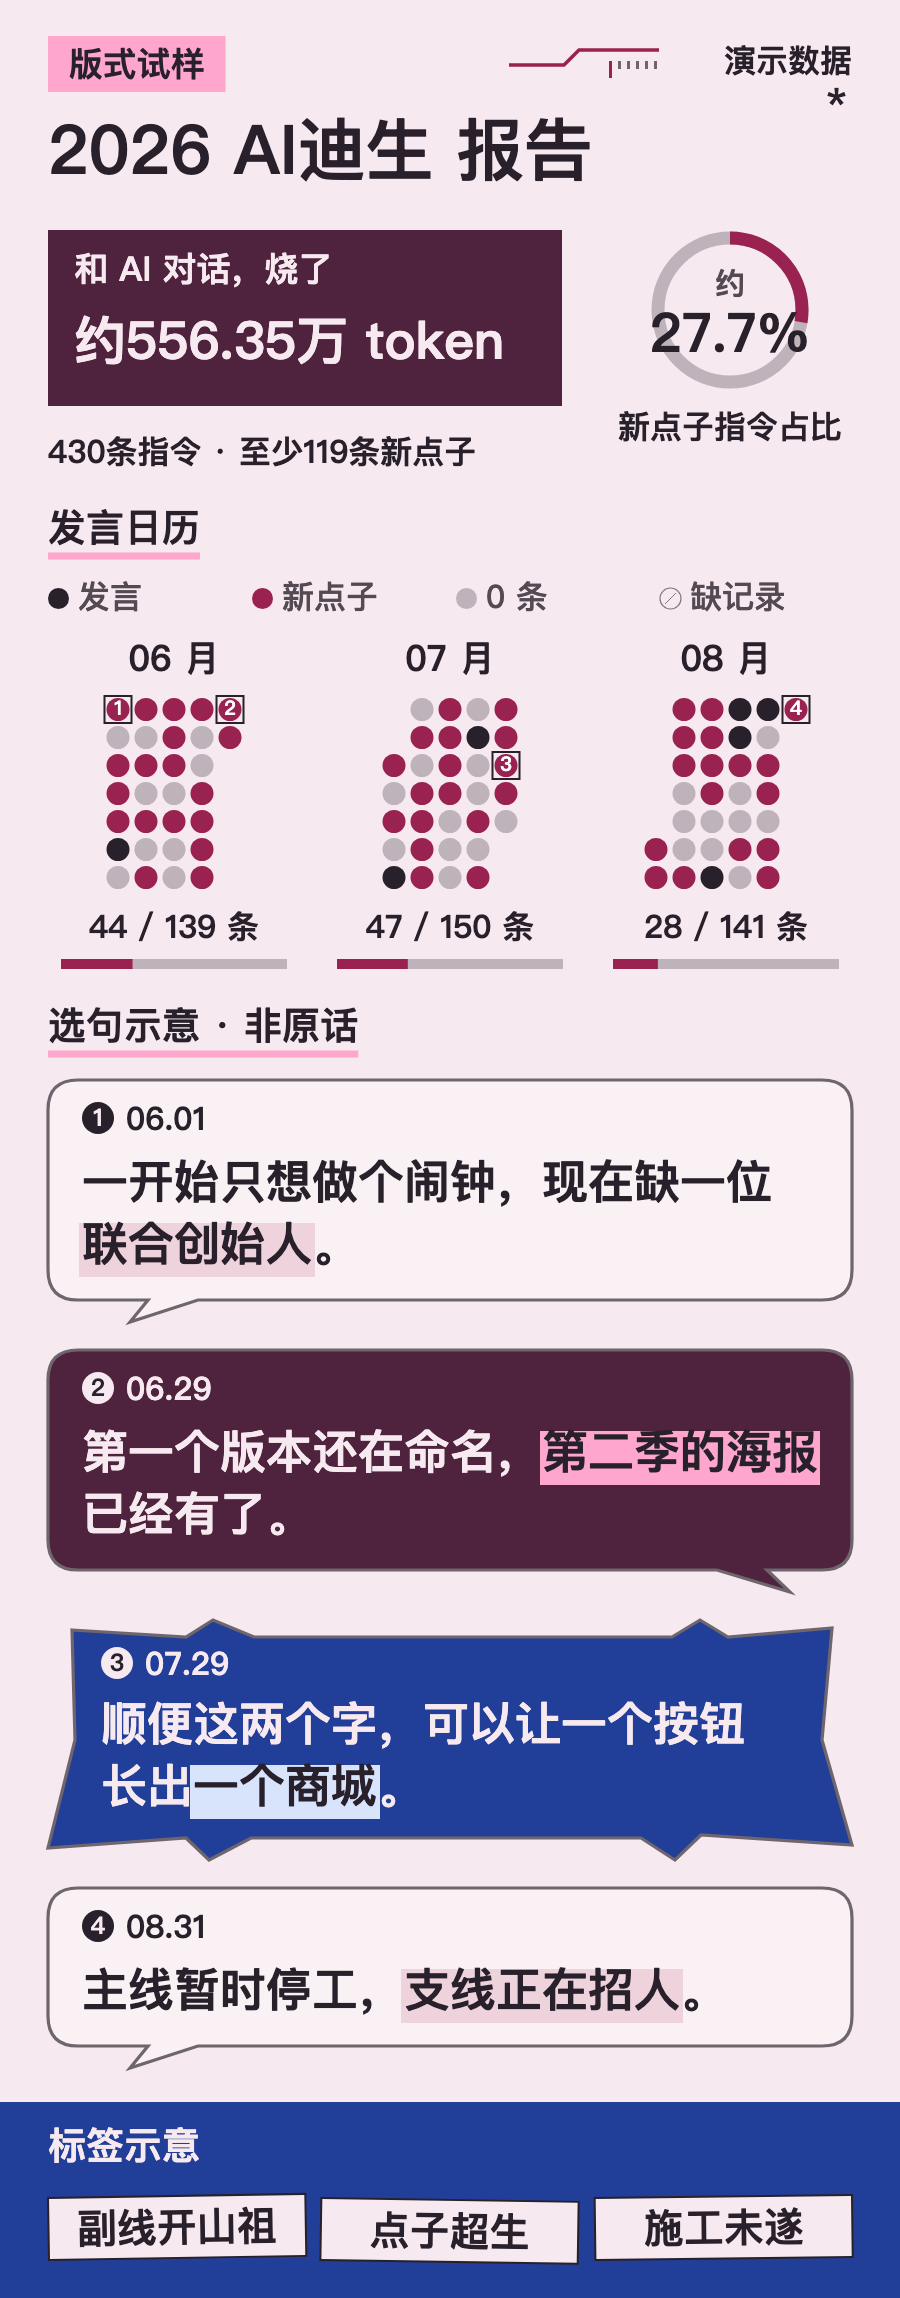 版式试样
演示数据
*
2026 AI迪生 报告
和 AI 对话，烧了
约556.35万 token
约
27.7%
新点子指令占比
430条指令 · 至少119条新点子
发言日历
发言
新点子
0 条
缺记录
06 月
07 月
08 月
1
2
3
4
44 / 139 条
47 / 150 条
28 / 141 条
选句示意 · 非原话
1 06.01
一开始只想做个闹钟，现在缺一位
联合创始人。
2 06.29
第一个版本还在命名，第二季的海报
已经有了。
3 07.29
顺便这两个字，可以让一个按钮
长出一个商城。
4 08.31
主线暂时停工，支线正在招人。
标签示意
副线开山祖
点子超生
施工未遂